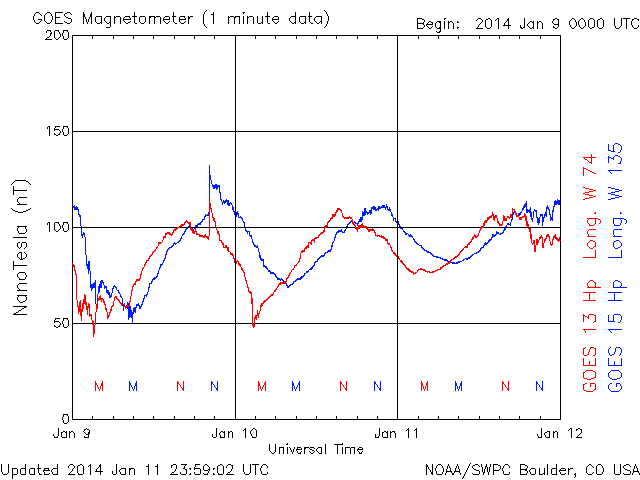 GOES Magnetometer (1 minute data)
Begin: 2014 Jan 9 0000 UTC
200
150
100
50
0
NanoTesla (nT)
M M N N M M N N M M N N
Jan 9 Jan 10 Jan 11 Jan 12
Universal Time
GOES 13 Hp Long. W 74
GOES 15 Hp Long. W 135
Updated 2014 Jan 11 23:59:02 UTC
NOAA/SWPC Boulder, CO USA